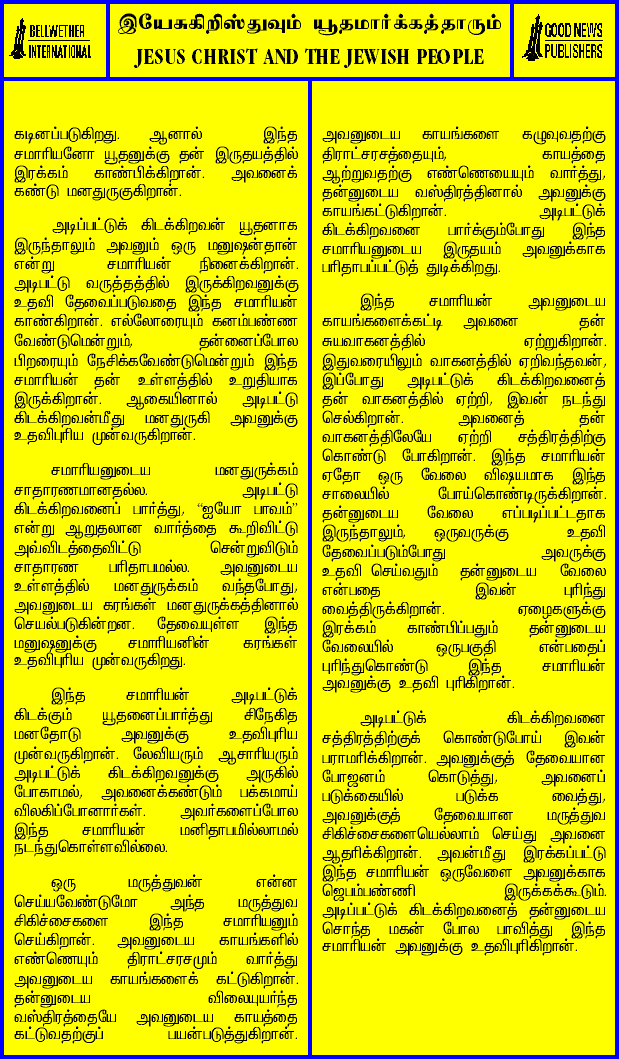 BELLWETHER
INTERNATIONAL
இயேசுகிறிஸ்துவும் யூதமார்க்கத்தாரும்
JESUS CHRIST AND THE JEWISH PEOPLE
GOOD NEWS
PUBLISHERS
கடினப்படுகிறது. ஆனால் இந்த
சமாரியனோ யூதனுக்கு தன் இருதயத்தில்
இரக்கம் காண்பிக்கிறான். அவனைக்
கண்டு மனதுருகுகிறான்.
அடிப்பட்டுக் கிடக்கிறவன் யூதனாக
இருந்தாலும் அவனும் ஒரு மனுஷன்தான்
என்று சமாரியன் நினைக்கிறான்.
அடிபட்டு வருத்தத்தில் இருக்கிறவனுக்கு
உதவி தேவைப்படுவதை இந்த சமாரியன்
காண்கிறான். எல்லோரையும் கனம்பண்ண
வேண்டுமென்றும், தன்னைப்போல
பிறரையும் நேசிக்கவேண்டுமென்றும் இந்த
சமாரியன் தன் உள்ளத்தில் உறுதியாக
இருக்கிறான். ஆகையினால் அடிபட்டு
கிடக்கிறவன்மீது மனதுருகி அவனுக்கு
உதவிபுரிய முன்வருகிறான்.
சமாரியனுடைய மனதுருக்கம்
சாதாரணமானதல்ல. அடிபட்டு
கிடக்கிறவனைப் பார்த்து, “ஐயோ பாவம்”
என்று ஆறுதலான வார்த்தை கூறிவிட்டு
அவ்விடத்தைவிட்டு சென்றுவிடும்
சாதாரண பரிதாபமல்ல. அவனுடைய
உள்ளத்தில் மனதுருக்கம் வந்தபோது,
அவனுடைய கரங்கள் மனதுருக்கத்தினால்
செயல்படுகின்றன. தேவையுள்ள இந்த
மனுஷனுக்கு சமாரியனின் கரங்கள்
உதவிபுரிய முன்வருகிறது.
இந்த சமாரியன் அடிபட்டுக்
கிடக்கும் யூதனைப்பார்த்து சிநேகித
மனதோடு அவனுக்கு உதவிபுரிய
முன்வருகிறான். லேவியரும் ஆசாரியரும்
அடிபட்டுக் கிடக்கிறவனுக்கு அருகில்
போகாமல், அவனைக்கண்டும் பக்கமாய்
விலகிப்போனார்கள். அவர்களைப்போல
இந்த சமாரியன் மனிதாபமில்லாமல்
நடந்துகொள்ளவில்லை.
ஒரு மருத்துவன் என்ன
செய்யவேண்டுமோ அந்த மருத்துவ
சிகிச்சைகளை இந்த சமாரியனும்
செய்கிறான். அவனுடைய காயங்களில்
எண்ணெயும் திராட்சரசமும் வார்த்து
அவனுடைய காயங்களைக் கட்டுகிறான்.
தன்னுடைய விலையுயர்ந்த
வஸ்திரத்தையே அவனுடைய காயத்தை
கட்டுவதற்குப் பயன்படுத்துகிறான்.
அவனுடைய காயங்களை கழுவுவதற்கு
திராட்சரசத்தையும், காயத்தை
ஆற்றுவதற்கு எண்ணெயையும் வார்த்து,
தன்னுடைய வஸ்திரத்தினால் அவனுக்கு
காயங்கட்டுகிறான். அடிபட்டுக்
கிடக்கிறவனை பார்க்கும்போது இந்த
சமாரியனுடைய இருதயம் அவனுக்காக
பரிதாபப்பட்டுத் துடிக்கிறது.
இந்த சமாரியன் அவனுடைய
காயங்களைக்கட்டி அவனை தன்
சுயவாகனத்தில் ஏற்றுகிறான்.
இதுவரையிலும் வாகனத்தில் ஏறிவந்தவன்,
இப்போது அடிபட்டுக் கிடக்கிறவனைத்
தன் வாகனத்தில் ஏற்றி, இவன் நடந்து
செல்கிறான். அவனைத் தன்
வாகனத்திலேயே ஏற்றி சத்திரத்திற்கு
கொண்டு போகிறான். இந்த சமாரியன்
ஏதோ ஒரு வேலை விஷயமாக இந்த
சாலையில் போய்கொண்டிருக்கிறான்.
தன்னுடைய வேலை எப்படிப்பட்டதாக
இருந்தாலும், ஒருவருக்கு உதவி
தேவைப்படும்போது அவருக்கு
உதவி செய்வதும் தன்னுடைய வேலை
என்பதை இவன் புரிந்து
வைத்திருக்கிறான். ஏழைகளுக்கு
இரக்கம் காண்பிப்பதும் தன்னுடைய
வேலையில் ஒருபகுதி என்பதைப்
புரிந்துகொண்டு இந்த சமாரியன்
அவனுக்கு உதவி புரிகிறான்.
அடிபட்டுக் கிடக்கிறவனை
சத்திரத்திற்குக் கொண்டுபோய் இவன்
பராமரிக்கிறான். அவனுக்குத் தேவையான
போஜனம் கொடுத்து, அவனைப்
படுக்கையில் படுக்க வைத்து,
அவனுக்குத் தேவையான மருத்துவ
சிகிச்சைகளையெல்லாம் செய்து அவனை
ஆதரிக்கிறான். அவன்மீது இரக்கப்பட்டு
இந்த சமாரியன் ஒருவேளை அவனுக்காக
ஜெபம்பண்ணி இருக்கக்கூடும்.
அடிப்பட்டுக் கிடக்கிறவனைத் தன்னுடைய
சொந்த மகன் போல பாவித்து இந்த
சமாரியன் அவனுக்கு உதவிபுரிகிறான்.